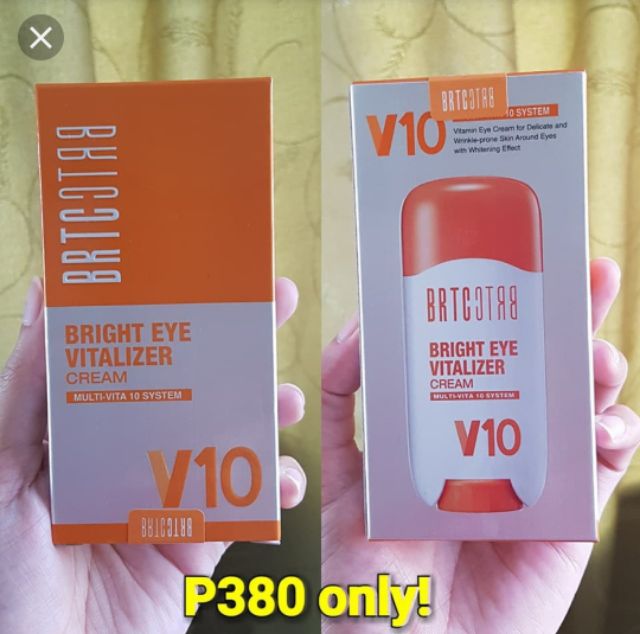 BRTC
BRIGHT EYE
VITALIZER
CREAM
MULTI-VITA 10 SYSTEM
V10
BRTC
BRTC
V10
10 SYSTEM
Vitamin Eye Cream for Delicate and
Wrinkle-prone Skin Around Eyes
with Whitening Effect
BRTC
BRIGHT EYE
VITALIZER
CREAM
MULTI-VITA 10 SYSTEM
V10
P380 only!